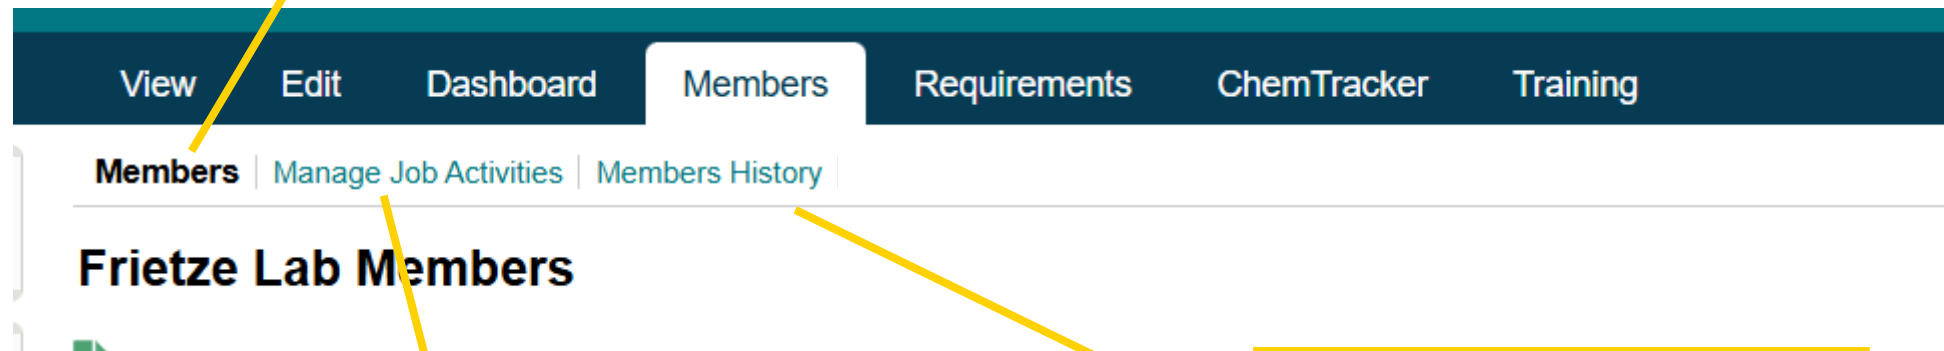 View Edit Dashboard Members Requirements ChemTracker Training
Members Manage Job Activities Members History
Frietze Lab Members